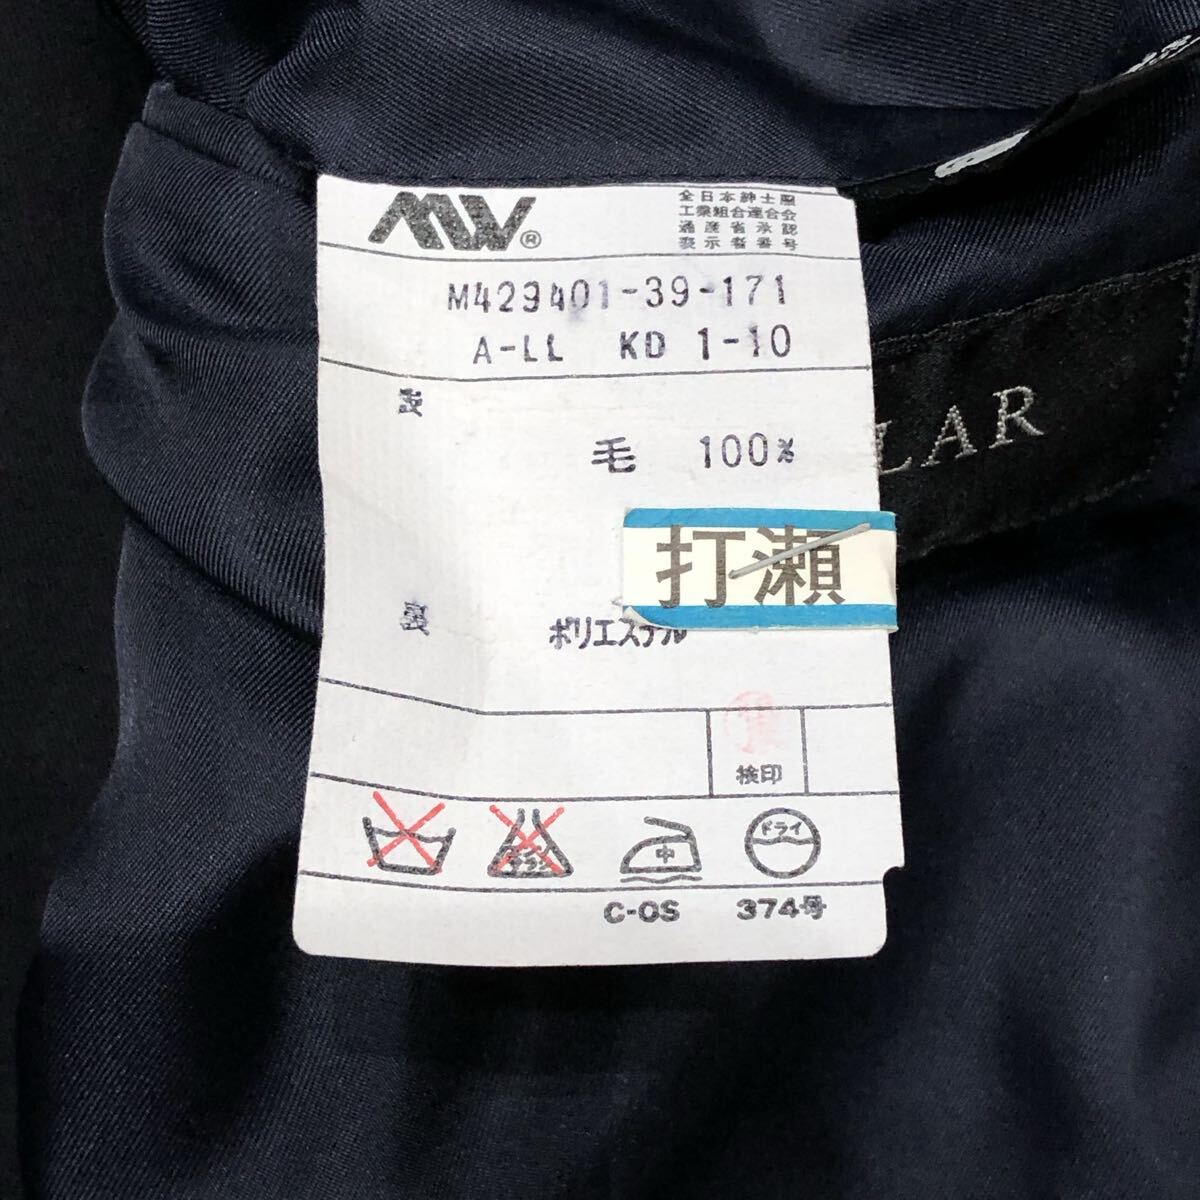 MW®
全日本紳士服
工業組合連合会
通産省承認
表示者番号
M429401-39-171
A-LL KD 1-10
表
毛 100%
LAR
打瀬
裏
ポリエステル
検印
ドライ
中
C-OS 374号